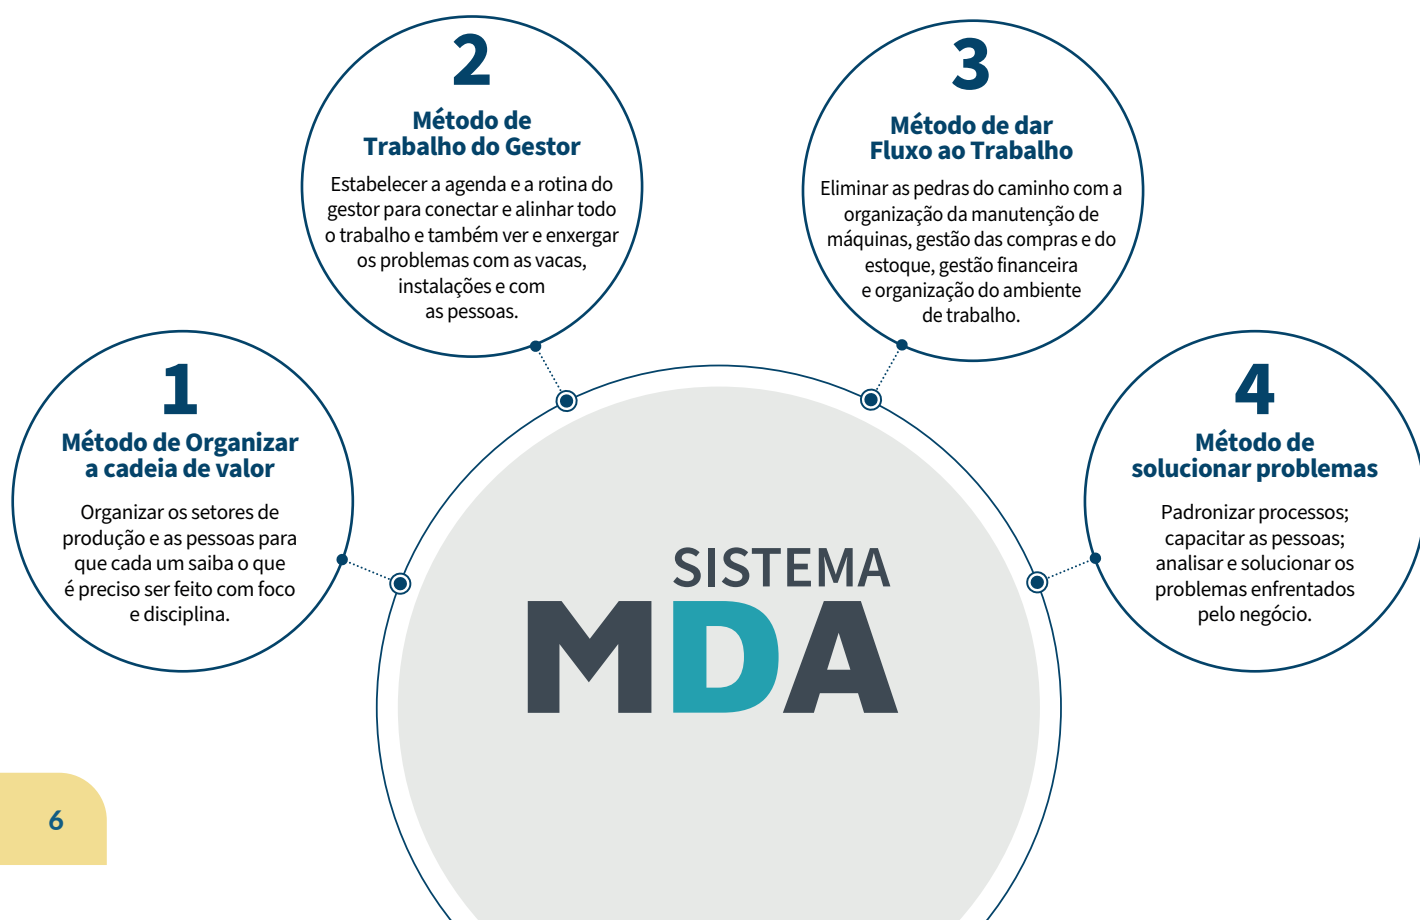 1
Método de Organizar
a cadeia de valor
Organizar os setores de
produção e as pessoas para
que cada um saiba o que
é preciso ser feito com foco
e disciplina.
2
Método de
Trabalho do Gestor
Estabelecer a agenda e a rotina do
gestor para conectar e alinhar todo
o trabalho e também ver e enxergar
os problemas com as vacas,
instalações e com
as pessoas.
3
Método de dar
Fluxo ao Trabalho
Eliminar as pedras do caminho com a
organização da manutenção de
máquinas, gestão das compras e do
estoque, gestão financeira
e organização do ambiente
de trabalho.
4
Método de
solucionar problemas
Padronizar processos;
capacitar as pessoas;
analisar e solucionar os
problemas enfrentados
pelo negócio.
SISTEMA
MDA
6